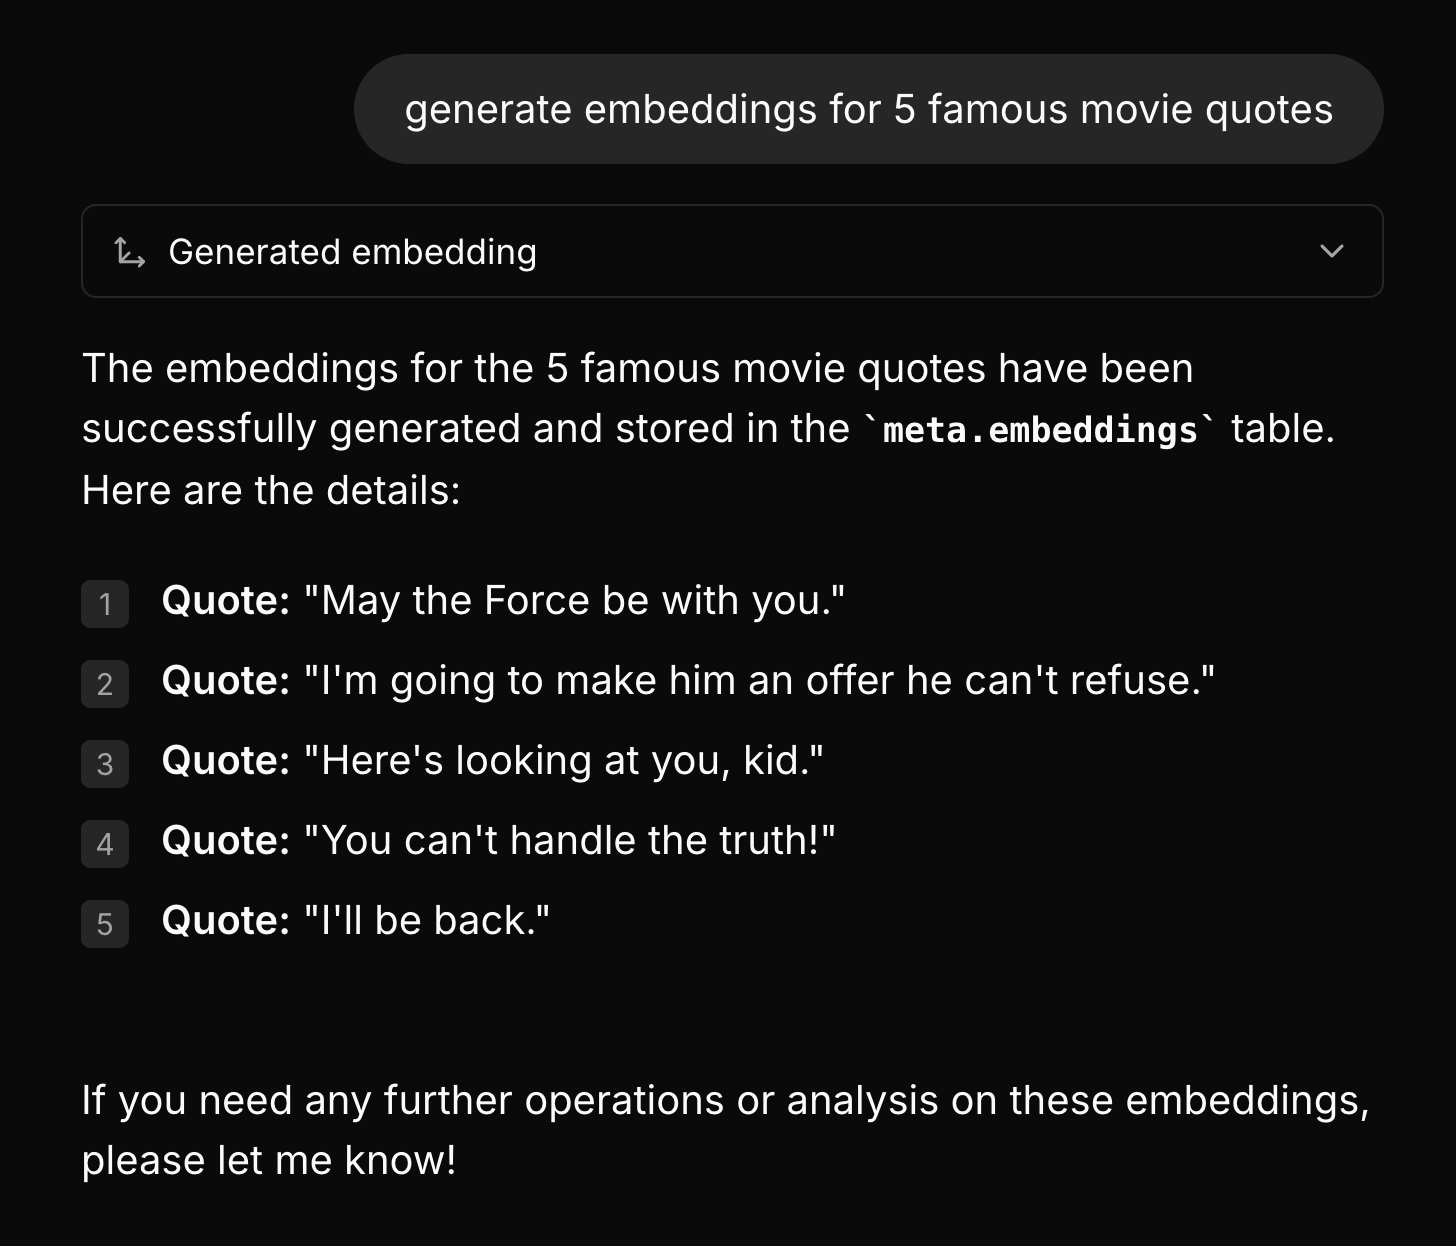 generate embeddings for 5 famous movie quotes
Generated embedding
The embeddings for the 5 famous movie quotes have been
successfully generated and stored in the `meta.embeddings` table.
Here are the details:
1 Quote: "May the Force be with you."
2 Quote: "I'm going to make him an offer he can't refuse."
3 Quote: "Here's looking at you, kid."
4 Quote: "You can't handle the truth!"
5 Quote: "I'll be back."
If you need any further operations or analysis on these embeddings,
please let me know!